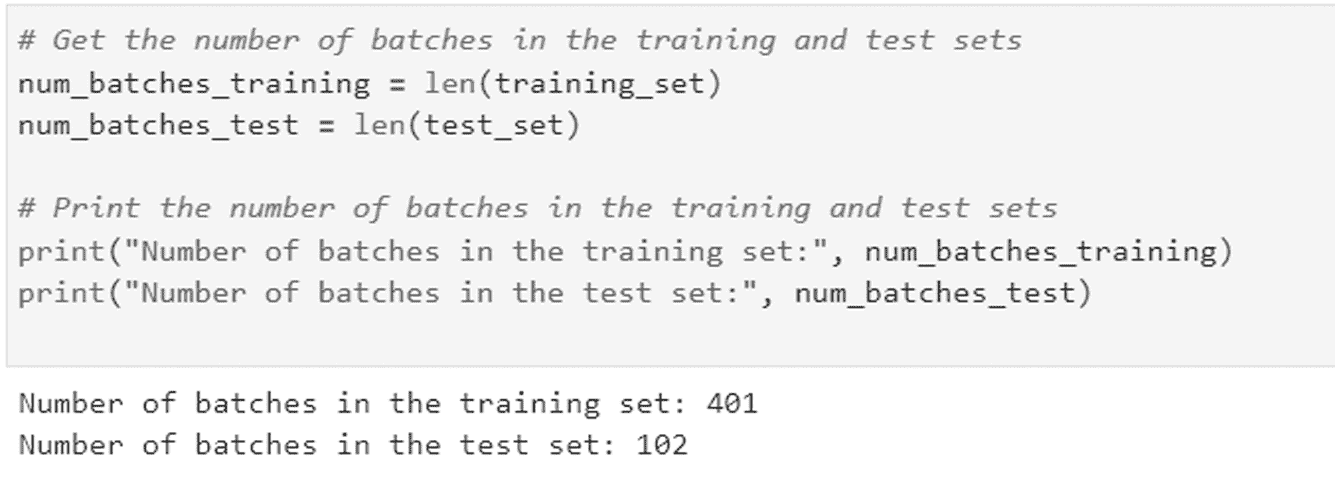 # Get the number of batches in the training and test sets
num_batches_training = len(training_set)
num_batches_test = len(test_set)
# Print the number of batches in the training and test sets
print("Number of batches in the training set:", num_batches_training)
print("Number of batches in the test set:", num_batches_test)
Number of batches in the training set: 401
Number of batches in the test set: 102